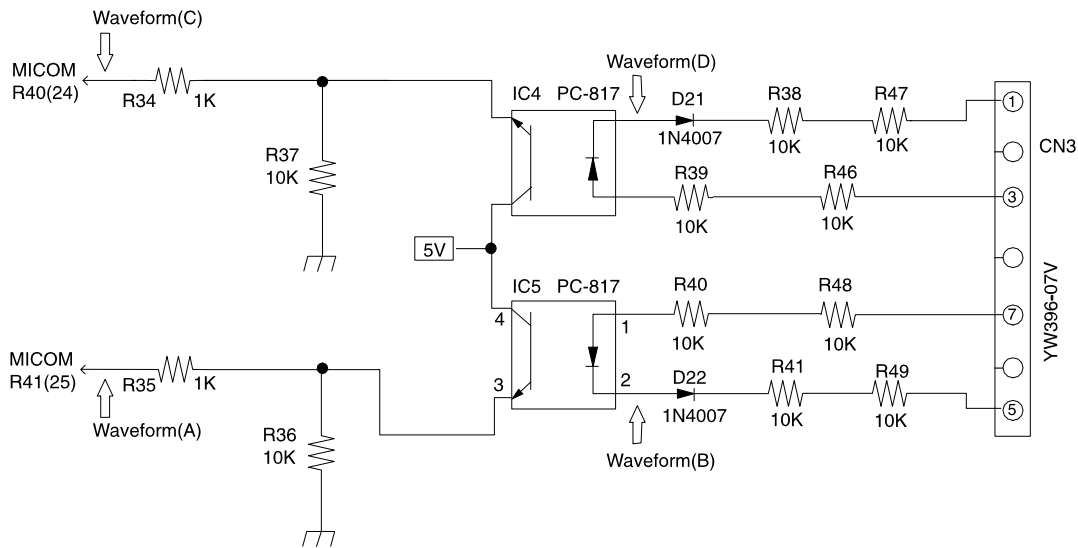 Waveform(C)
MICOM
R40(24)
R34
1K
R37
10K
IC4
PC-817
Waveform(D)
D21
1N4007
R38
10K
R47
10K
1
CN3
R39
10K
R46
10K
3
5V
IC5
PC-817
4
1
R40
10K
R48
10K
7
YW396-07V
MICOM
R41(25)
R35
1K
Waveform(A)
R36
10K
3
2
D22
1N4007
R41
10K
R49
10K
5
Waveform(B)